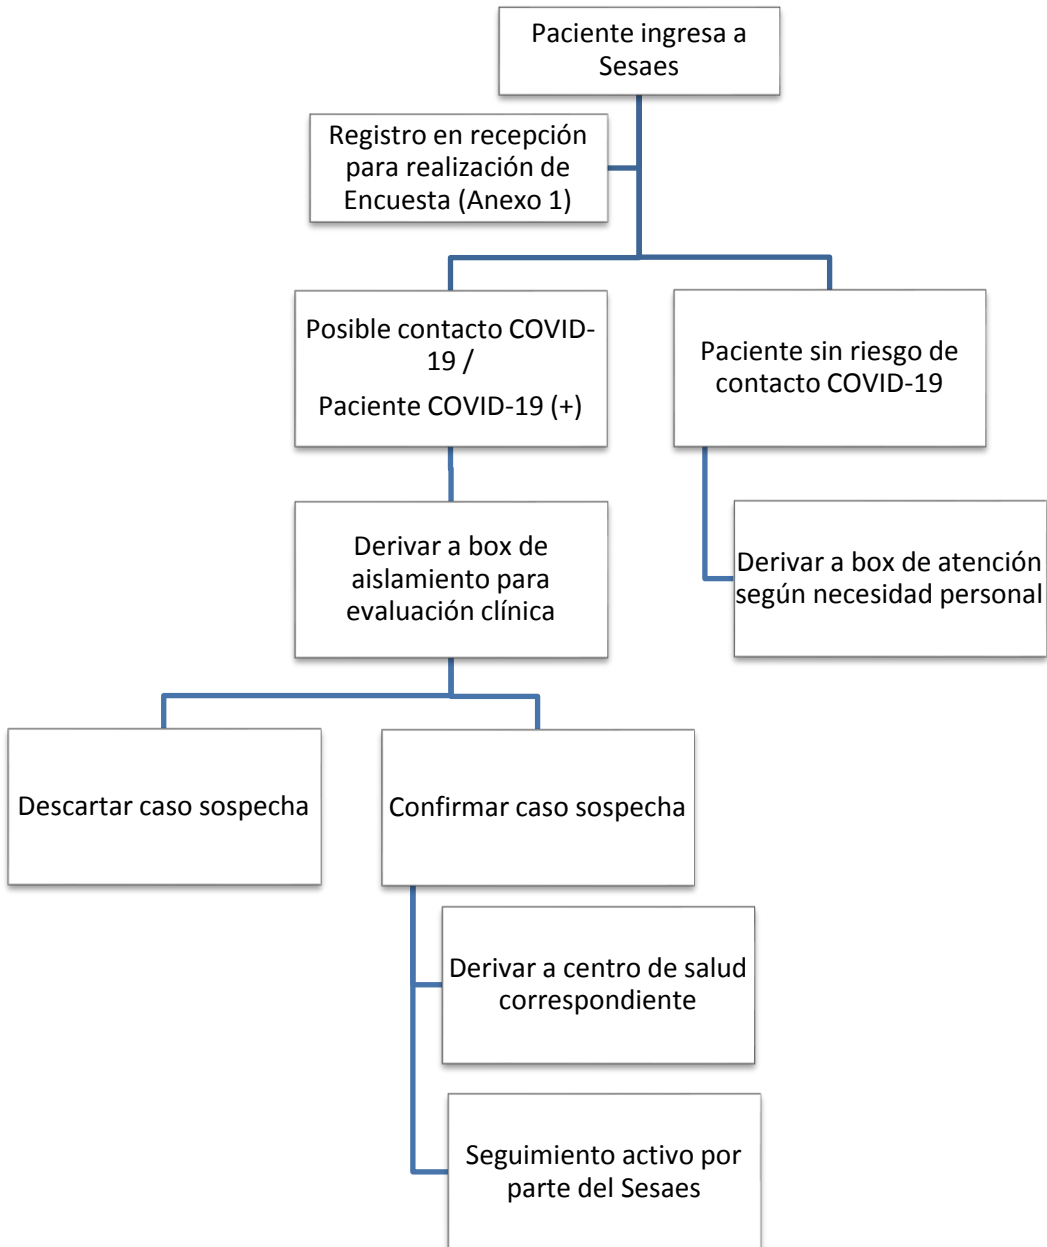 Paciente ingresa a
Sesaes
Registro en recepción
para realización de
Encuesta (Anexo 1)
Posible contacto COVID-
19 /
Paciente COVID-19 (+)
Paciente sin riesgo de
contacto COVID-19
Derivar a box de
aislamiento para
evaluación clínica
Derivar a box de atención
según necesidad personal
Descartar caso sospecha
Confirmar caso sospecha
Derivar a centro de salud
correspondiente
Seguimiento activo por
parte del Sesaes